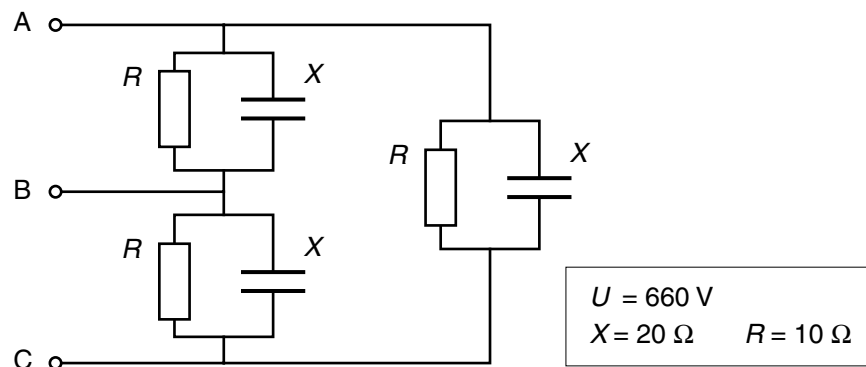 A
R
X
B
R
X
R
X
C
U = 660 V
X = 20 Ω R = 10 Ω